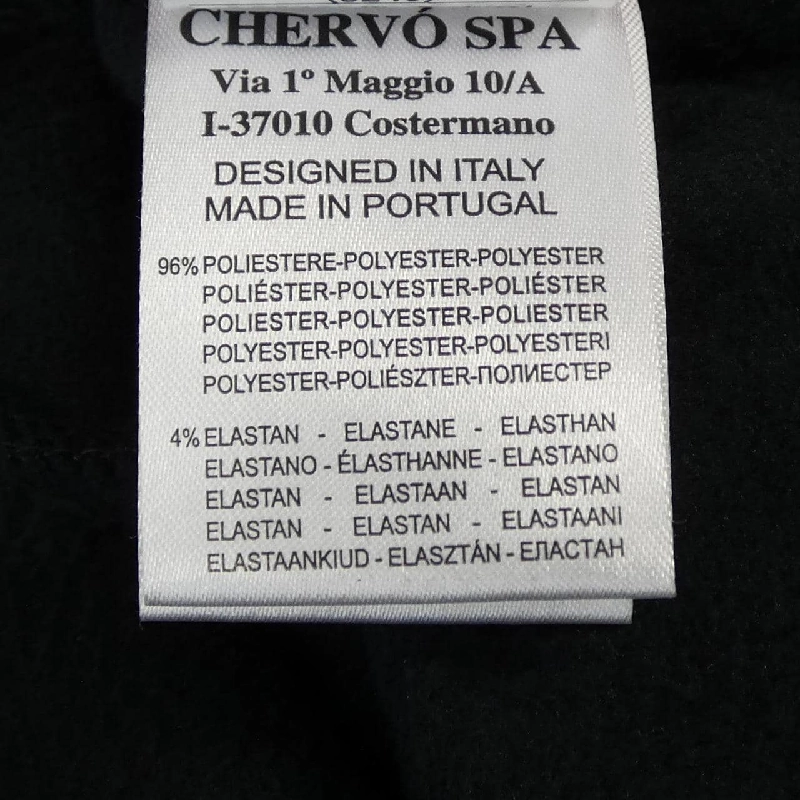 CHERVÓ SPA
Via 1º Maggio 10/A
I-37010 Costermano
DESIGNED IN ITALY
MADE IN PORTUGAL
96% POLIESTERE-POLYESTER-POLYESTER
POLIÉSTER-POLYESTER-POLIÉSTER
POLIESTER-POLYESTER-POLIESTER
POLYESTER-POLYESTER-POLYESTERI
POLYESTER-POLIÉSZTER-ПОЛИЕСТЕР
4% ELASTAN - ELASTANE - ELASTHAN
ELASTANO - ÉLASTHANNE - ELASTANO
ELASTAN - ELASTAAN - ELASTAN
ELASTAN - ELASTAN - ELASTAANI
ELASTAANKIUD - ELASZTÁN - ЕЛАСТАН